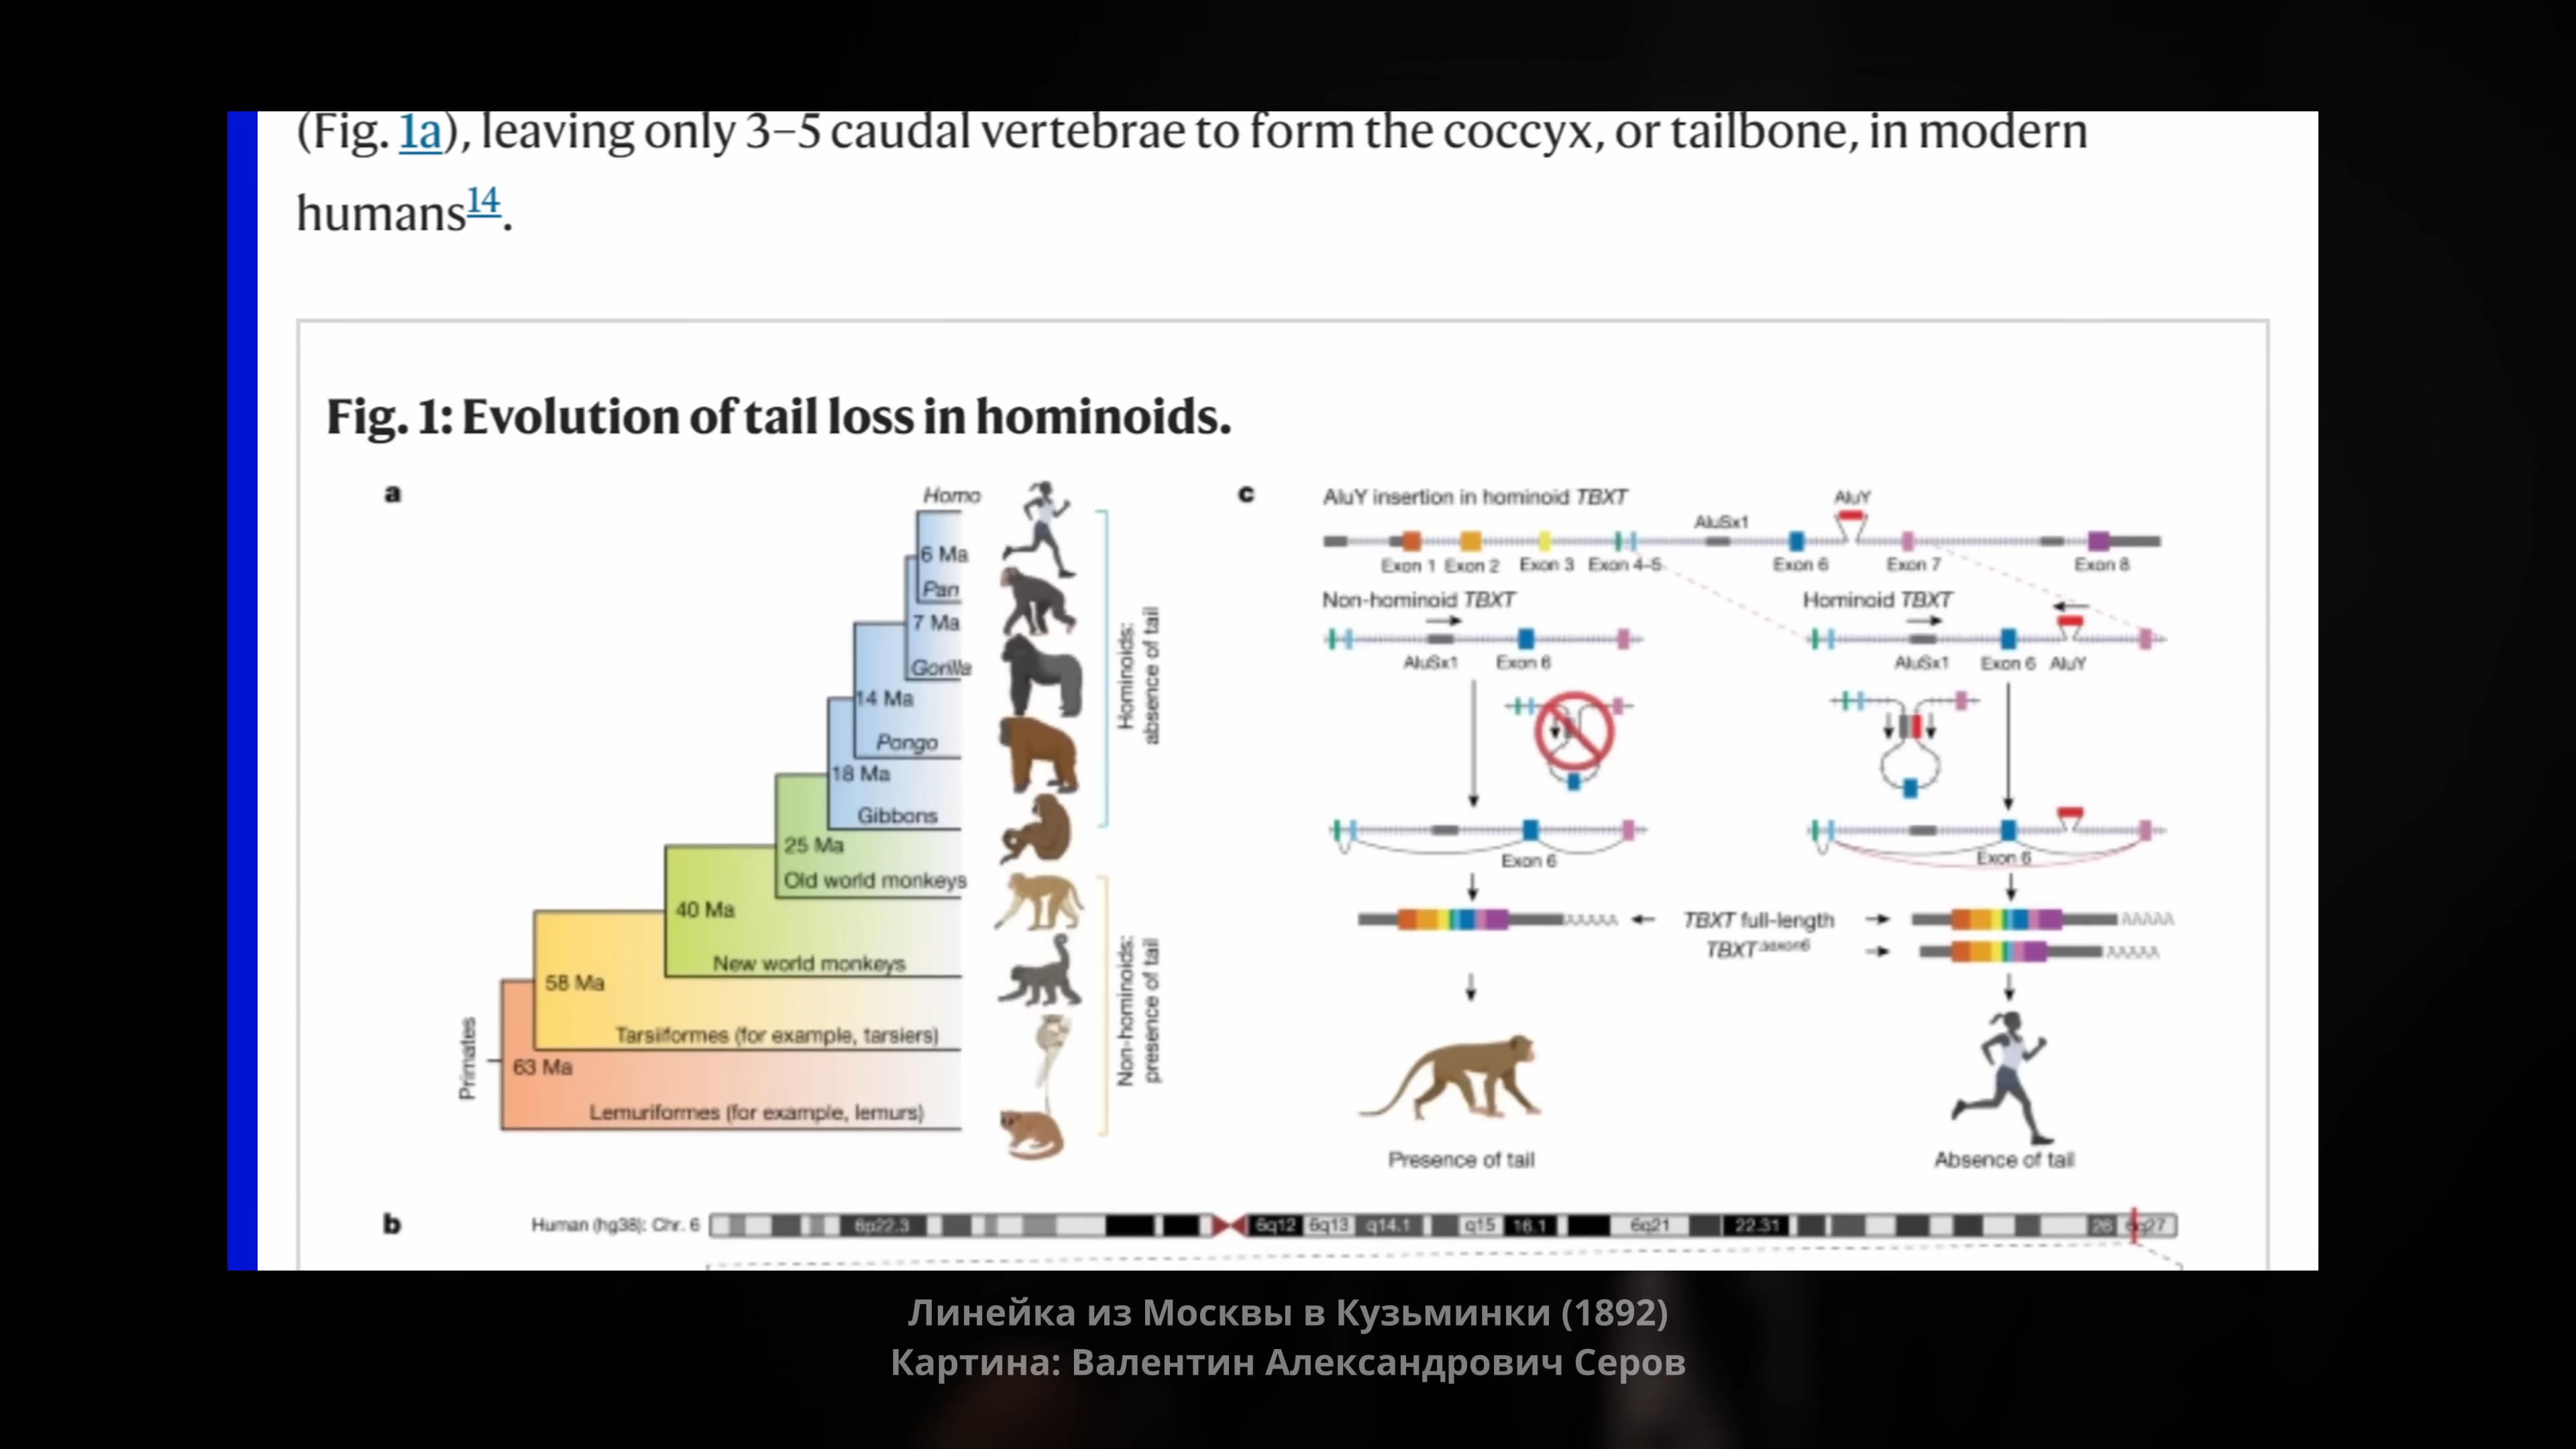 (Fig. 1a), leaving only 3–5 caudal vertebrae to form the coccyx, or tailbone, in modern
humans14.
Fig. 1: Evolution of tail loss in hominoids.
a
Homo
6 Ma
Pan
7 Ma
Gorilla
14 Ma
Pongo
18 Ma
Gibbons
25 Ma
Old world monkeys
40 Ma
New world monkeys
58 Ma
Tarsiiformes (for example, tarsiers)
63 Ma
Lemuriformes (for example, lemurs)
Primates
Hominoids:
absence of tail
Non-hominoids:
presence of tail
c
AluY insertion in hominoid TBXT
AluY
AluSx1
Exon 1 Exon 2 Exon 3 Exon 4-5 Exon 6 Exon 7 Exon 8
Non-hominoid TBXT
Hominoid TBXT
AluSx1 Exon 6
AluSx1 Exon 6 AluY
Exon 6
Exon 6
AAAAA
TBXT full-length
AAAAA
TBXTΔexon6
AAAAA
Presence of tail
Absence of tail
b
Human (hg38): Chr. 6
6p22.3 6q12 6q13 q14.1 q15 16.1 6q21 22.31 26 6q27
Линейка из Москвы в Кузьминки (1892)
Картина: Валентин Александрович Серов